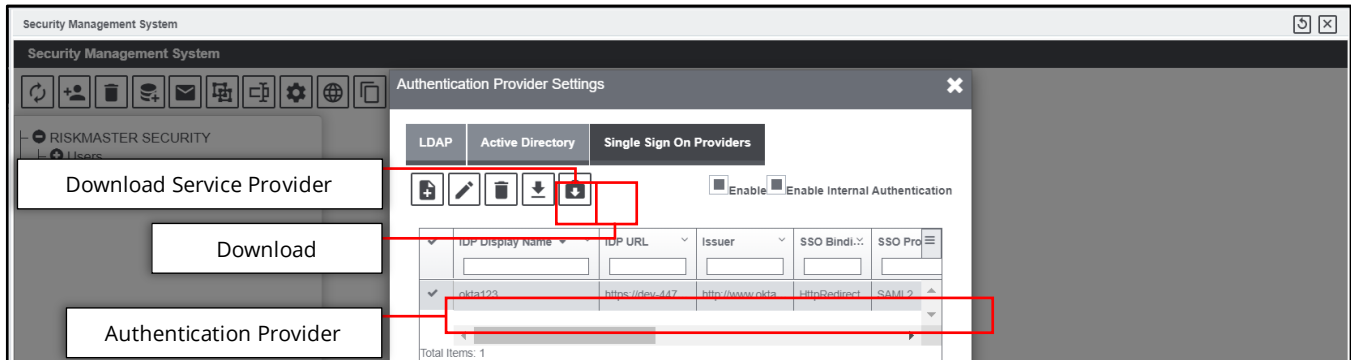 Security Management System
Security Management System
Authentication Provider Settings
RISKMASTER SECURITY
Users
LDAP
Active Directory
Single Sign On Providers
Download Service Provider
Enable
Enable Internal Authentication
Download
IDP Display Name
IDP URL
Issuer
SSO Bindi...
SSO Pro
okta123
https://dev-447
http://www.okta
HttpRedirect
SAML2
Authentication Provider
Total Items: 1